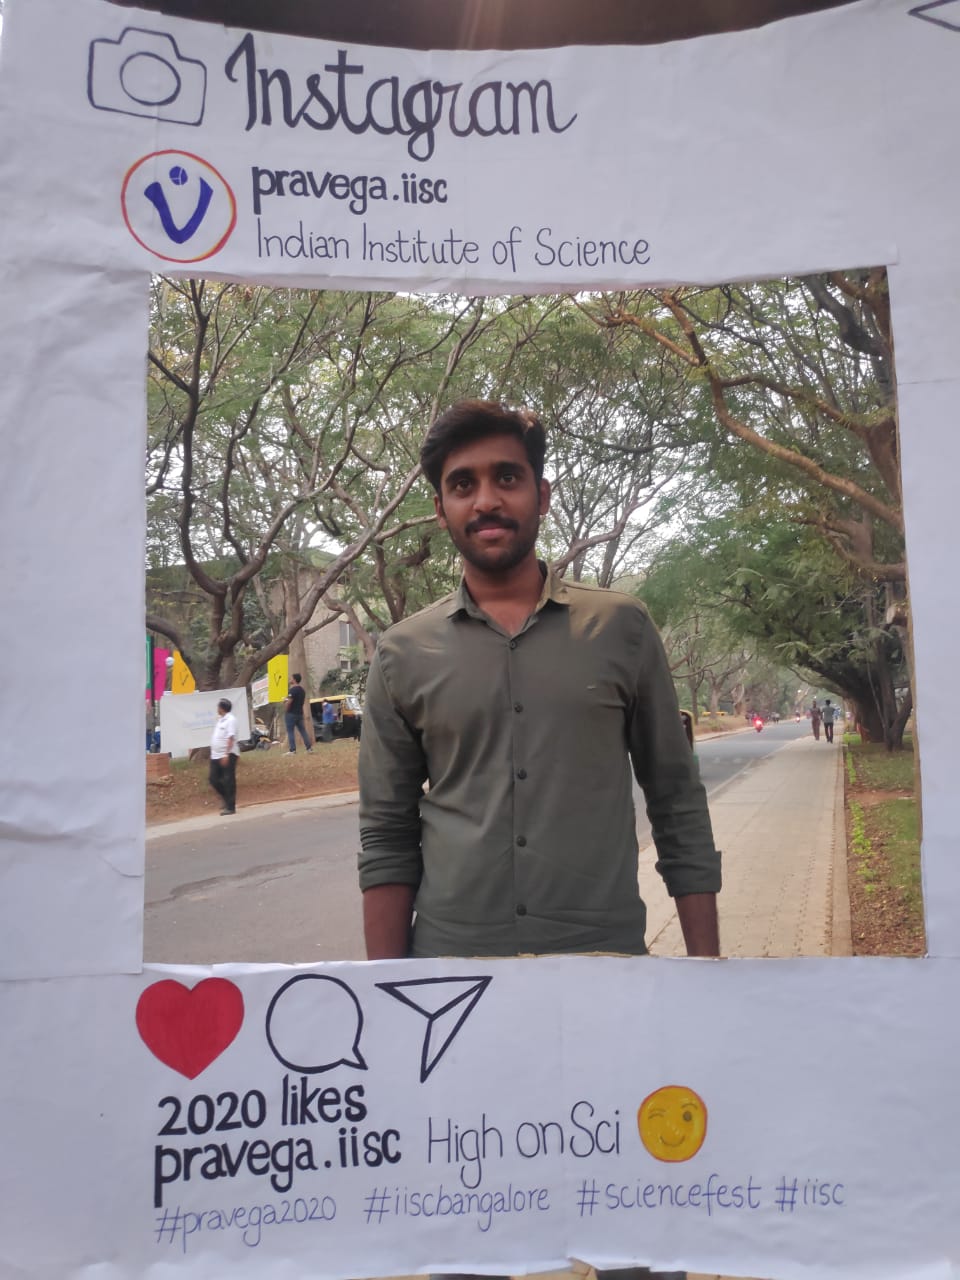 Instagram
pravega.iisc
Indian Institute of Science
2020 likes
pravega.iisc High on Sci
#pravega2020 #iiscbangalore #sciencefest #iisc